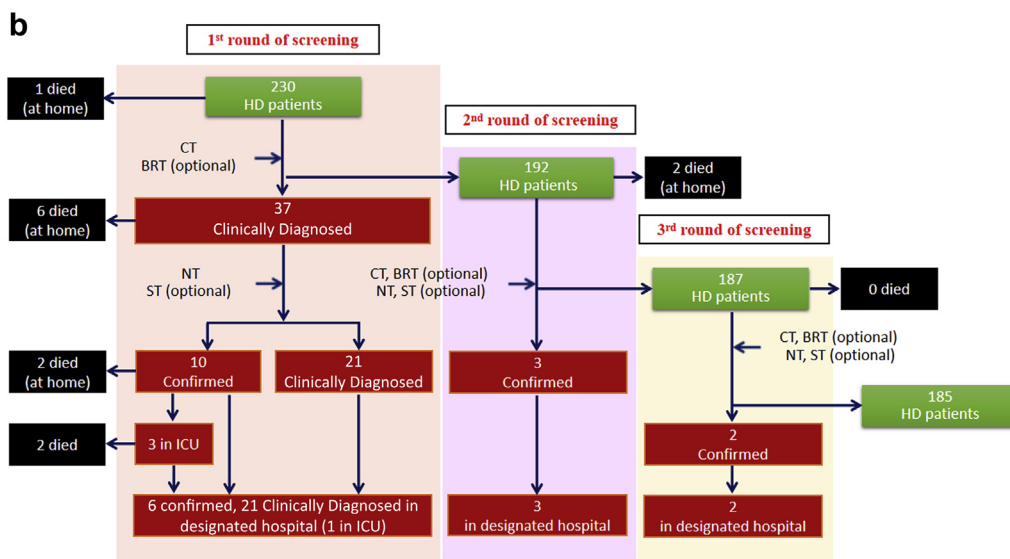 b
1st round of screening
1 died
(at home)
230
HD patients
2nd round of screening
CT
BRT (optional)
192
HD patients
2 died
(at home)
6 died
(at home)
37
Clinically Diagnosed
3rd round of screening
NT
ST (optional)
CT, BRT (optional)
NT, ST (optional)
187
HD patients
0 died
CT, BRT (optional)
NT, ST (optional)
2 died
(at home)
10
Confirmed
21
Clinically Diagnosed
3
Confirmed
185
HD patients
2 died
3 in ICU
2
Confirmed
6 confirmed, 21 Clinically Diagnosed in
designated hospital (1 in ICU)
3
in designated hospital
2
in designated hospital